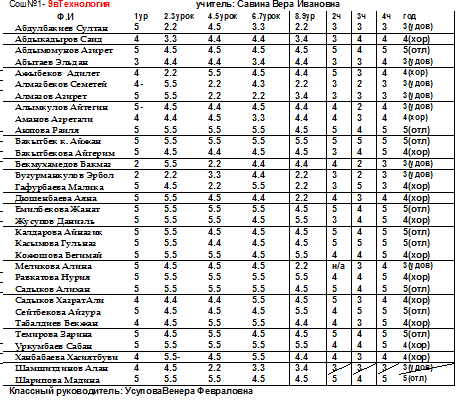 Сош№1- 9вТехнология учитель: Савина Вера Ивановна
Ф.И 1ур 2.3урок 4.5урок 6.7урок 8.9ур 2ч 3ч 4ч год
Абдулбакиев Султан 5 2.2 4.5 3.3 2.2 3 3 3 3(удов)
Абдыкадыров Саид 4 3.3 4.4 4.4 3.4 3 4 4 4(хор)
Абдымомунов Азирет 5 4.5 4.5 4.5 4.5 5 4 5 5(отл)
Абытаев Эльдан 3 4.4 4.4 3.4 4.4 3 4 3 3(удов)
Ажыбеков Адилет 4 2.2 5.5 4.5 4.4 5 3 4 4(хор)
Алмазбеков Семетей 4- 5.5 2.2 4.3 2.2 3 2 3 3(удов)
Алмазов Азирет 5 5.5 2.2 2.2 3.4 3 3 3 3(удов)
Алымкулов Айтегин 5- 4.5 4.4 4.5 4.4 4 2 4 3(удов)
Аманов Азретали 4 4.4 4.5 3.3 4.4 4 3 4 4(хор)
Аипова Раиля 5 5.5 5.5 5.5 4.5 5 4 5 5(отл)
Бакытбек к. Айжан 5 5.5 5.5 5.5 5.5 5 5 5 5(отл)
Бакытбекова Айгерим 5 4.5 4.4 4.5 4.5 3 4 5 4(хор)
Бекмухамедов Бакмаз 2 5.5 2.2 4.4 4.4 4 2 3 3(удов)
Бузурманкулов Эрбол 2 2.2 3.3 4.4 2.2 3 2 3 3(удов)
Гафурбаева Малика 5 4.5 2.2 5.5 2.2 5 3 5 4(хор)
Дюшенбаева Аяна 5 5.5 4.5 4.4 2.2 4 3 4 4(хор)
Емилбекова Жанат 5 5.5 5.5 5.5 4.5 5 4 5 5(отл)
Жусупов Даниэль 5 5.5 4.5 4.5 5.5 3 4 5 4(хор)
Калдарова Айназик 5 5.5 4.5 4.5 4.5 5 4 5 5(отл)
Касымова Гульназ 5 5.5 4.4 4.5 4.5 5 4 5 5(отл)
Кожошова Бегимай 5 5.5 5.5 5.5 4.4 5 4 5 4(хор)
Меликова Алина 5 4.5 4.5 4.5 2.2 н/а 3 4 3(удов)
Равкатова Нурия 5 5.5 5.5 5.5 5.5 5 4 5 4(хор)
Садыков Алихан 5 5.5 5.5 4.5 4.5 5 4 5 5(отл)
Садыков ХазратАли 4 4.4 4.4 5.5 4.5 5 3 4 4(хор)
Сейтбекова Айзура 5 4.5 5.5 5.5 4.5 5 4 5 5(отл)
Табалдиев Бекжан 4 4.5 4.5 5.5 4.4 4 3 4 4(хор)
Темирова Зарина 5 4.5 5.5 4.5 4.5 5 4 5 5(отл)
Уркумбаев Сабан 5 5.5 5.5 5.5 4.5 5 4 4 4(хор)
Ханбабаева Хасиятбуви 4 5.5- 4.5 5.5 4.4 4 3 4 4(хор)
Шамшитдинов Алан 4 4.5 2.2 3.3 3.4 3 3 3 3(удов)
Шарипова Мадина 5 5.5 5.5 4.5 4.5 5 4 5 5(отл)
Классный руководитель: УсуповаВенера Февраловна